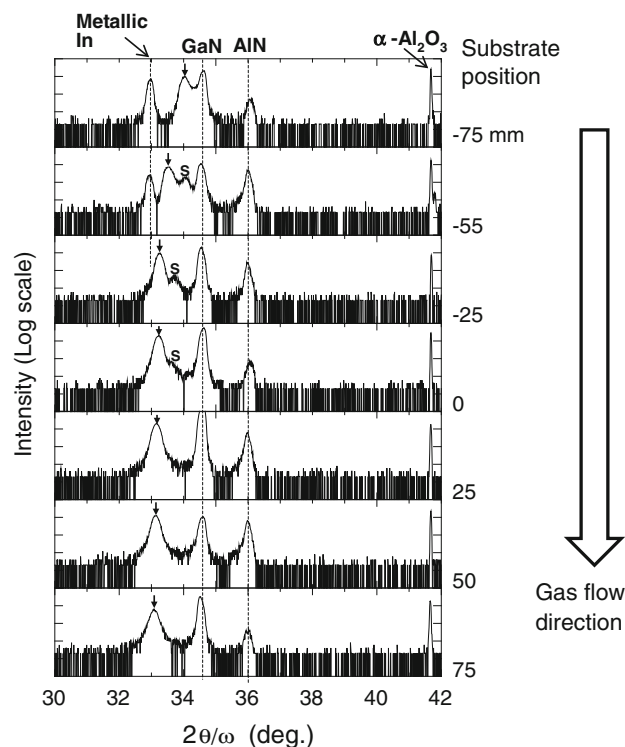 Metallic
In
GaN
AlN
α-Al₂O₃
Substrate
position
-75 mm
S
-55
S
-25
S
0
25
50
75
Intensity (Log scale)
Gas flow
direction
30 32 34 36 38 40 42
2θ/ω (deg.)